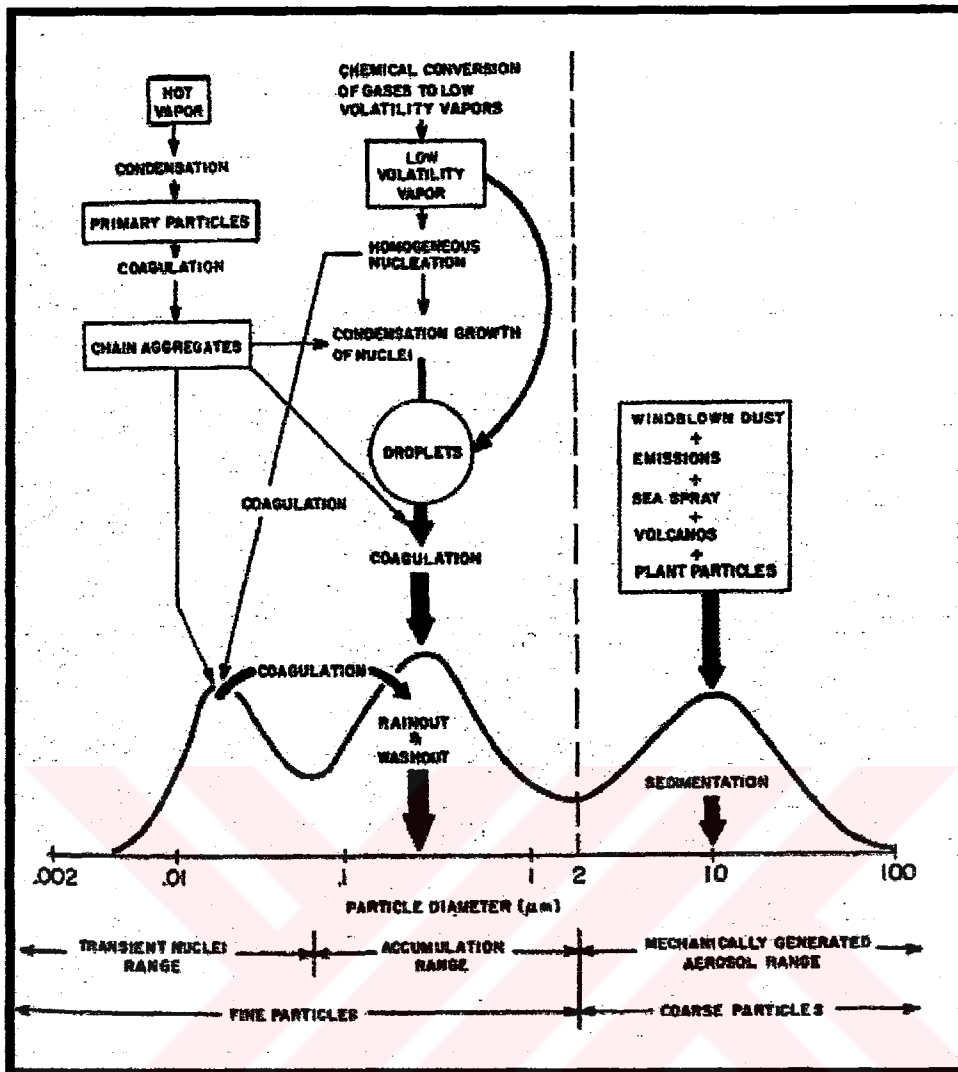 HOT
VAPOR
CONDENSATION
PRIMARY PARTICLES
COAGULATION
CHAIN AGGREGATES
CHEMICAL CONVERSION
OF GASES TO LOW
VOLATILITY VAPORS
LOW
VOLATILITY
VAPOR
HOMOGENEOUS
NUCLEATION
CONDENSATION GROWTH
OF NUCLEI
DROPLETS
COAGULATION
COAGULATION
COAGULATION
RAINOUT
&
WASHOUT
WINDBLOWN DUST
+
EMISSIONS
+
SEA SPRAY
+
VOLCANOS
+
PLANT PARTICLES
SEDIMENTATION
.002 .01 .1 1 2 10 100
PARTICLE DIAMETER (μm)
TRANSIENT NUCLEI
RANGE
ACCUMULATION
RANGE
MECHANICALLY GENERATED
AEROSOL RANGE
FINE PARTICLES
COARSE PARTICLES